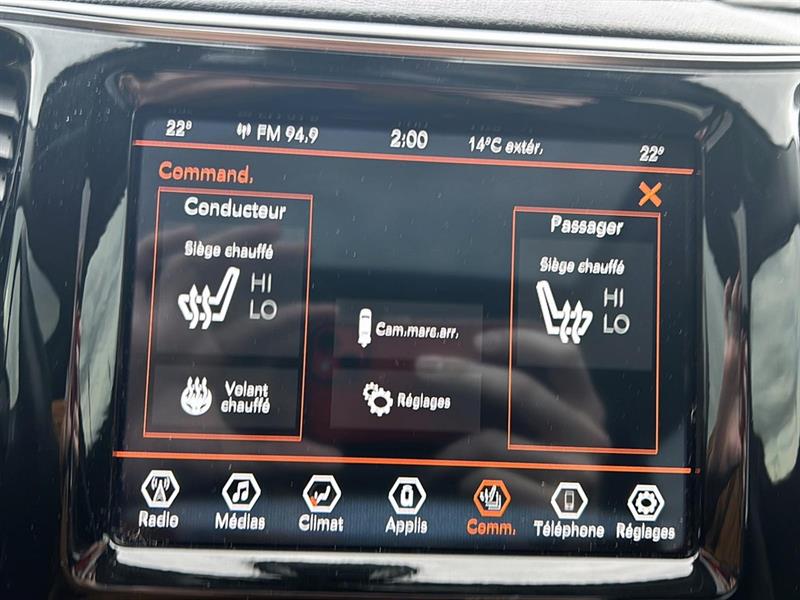 22° FM 94.9 2:00 14°C extér. 22°
Command.
Conducteur
Siège chauffé
HI
LO
Volant
chauffé
Cam.marc.arr.
Réglages
Passager
Siège chauffé
HI
LO
Radio Médias Climat Applis Comm. Téléphone Réglages